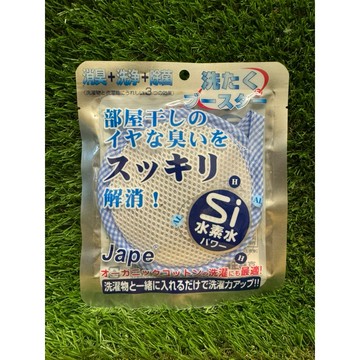 消臭+洗浄+除菌
洗たく
ブースター
部屋干しの
イヤな臭いを
スッキリ
解消!
H
Si
水素水
パワー
H
Jape
オーガニックコットンの洗濯にも最適!
洗濯物と一緒に入れるだけで洗濯力アップ!!